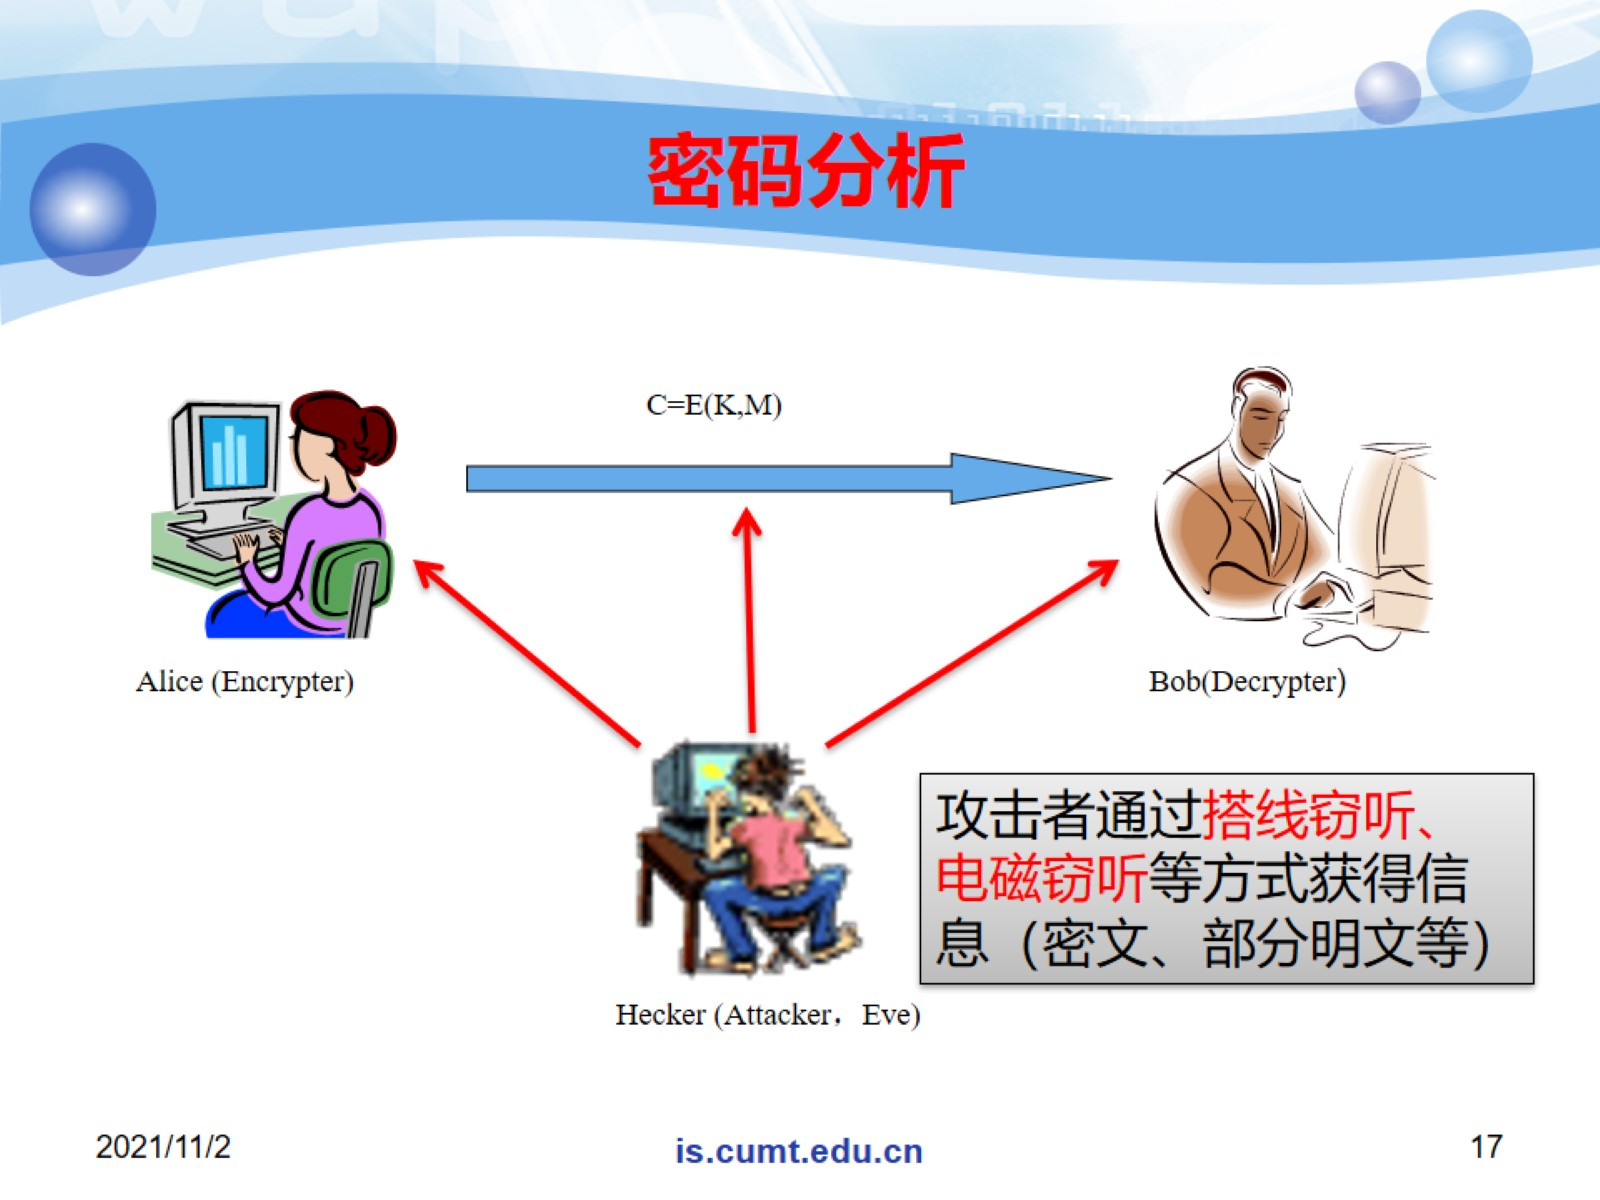 密码分析
C=E(K,M)
Alice (Encrypter)
Bob(Decrypter)
攻击者通过搭线窃听、
电磁窃听等方式获得信
息（密文、部分明文等）
Hecker (Attacker，Eve)
2021/11/2
is.cumt.edu.cn
17